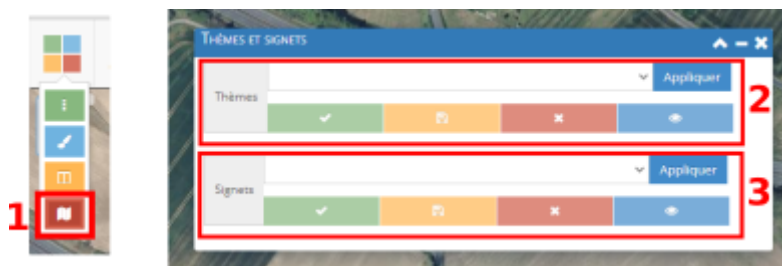 THÈMES ET SIGNETS
Thèmes
Appliquer
2
Signets
Appliquer
3
1